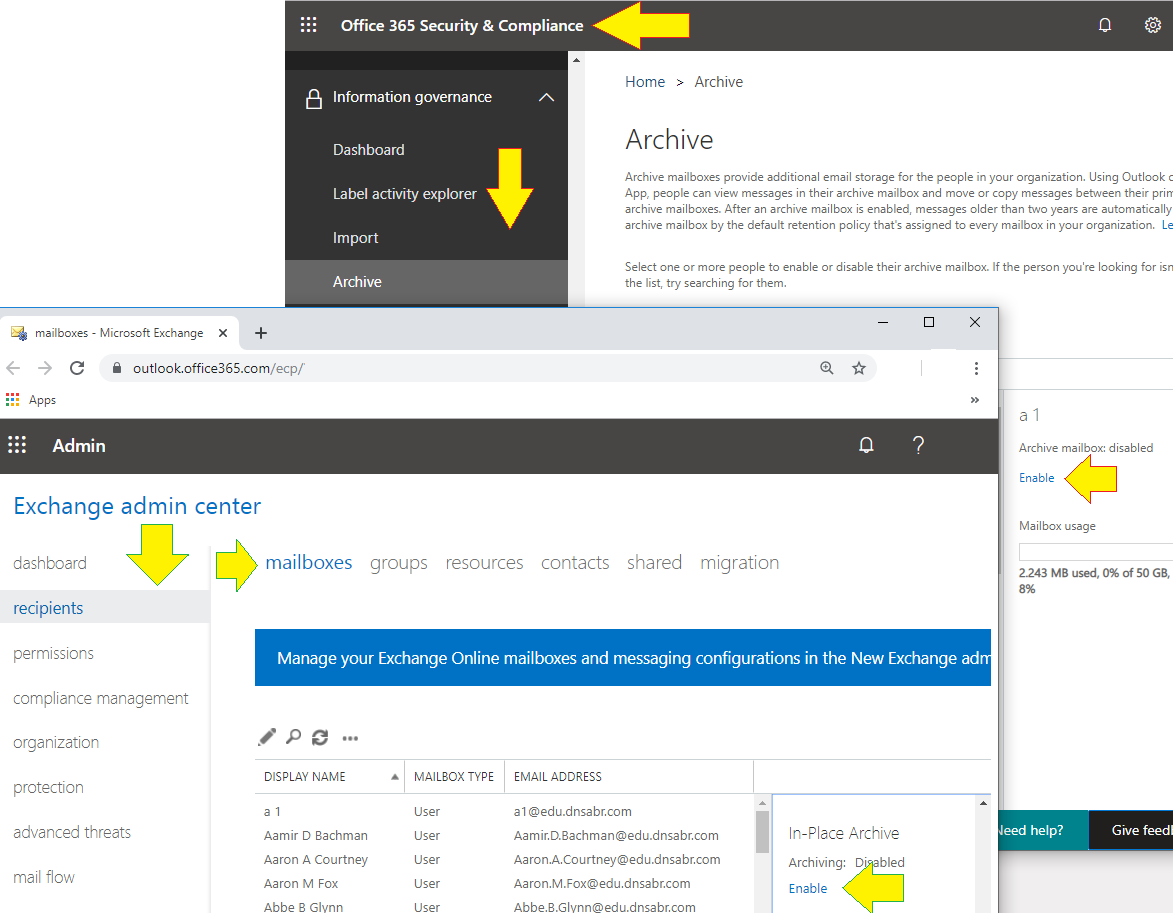 Office 365 Security & Compliance
Information governance
Dashboard
Label activity explorer
Import
Archive
Home > Archive
Archive
Archive mailboxes provide additional email storage for the people in your organization. Using Outlook o
App, people can view messages in their archive mailbox and move or copy messages between their prim
archive mailboxes. After an archive mailbox is enabled, messages older than two years are automatically
archive mailbox by the default retention policy that's assigned to every mailbox in your organization. Le
Select one or more people to enable or disable their archive mailbox. If the person you're looking for isn
the list, try searching for them.
a 1
Archive mailbox: disabled
Enable
Mailbox usage
2.243 MB used, 0% of 50 GB,
8%
Need help?
Give feed
mailboxes - Microsoft Exchange
outlook.office365.com/ecp/
Apps
»
Admin
?
Exchange admin center
dashboard
recipients
permissions
compliance management
organization
protection
advanced threats
mail flow
mailboxes groups resources contacts shared migration
Manage your Exchange Online mailboxes and messaging configurations in the New Exchange adm
DISPLAY NAME MAILBOX TYPE EMAIL ADDRESS
a 1 User a1@edu.dnsabr.com
Aamir D Bachman User Aamir.D.Bachman@edu.dnsabr.com
Aaron A Courtney User Aaron.A.Courtney@edu.dnsabr.com
Aaron M Fox User Aaron.M.Fox@edu.dnsabr.com
Abbe B Glynn User Abbe.B.Glynn@edu.dnsabr.com
In-Place Archive
Archiving: Disabled
Enable